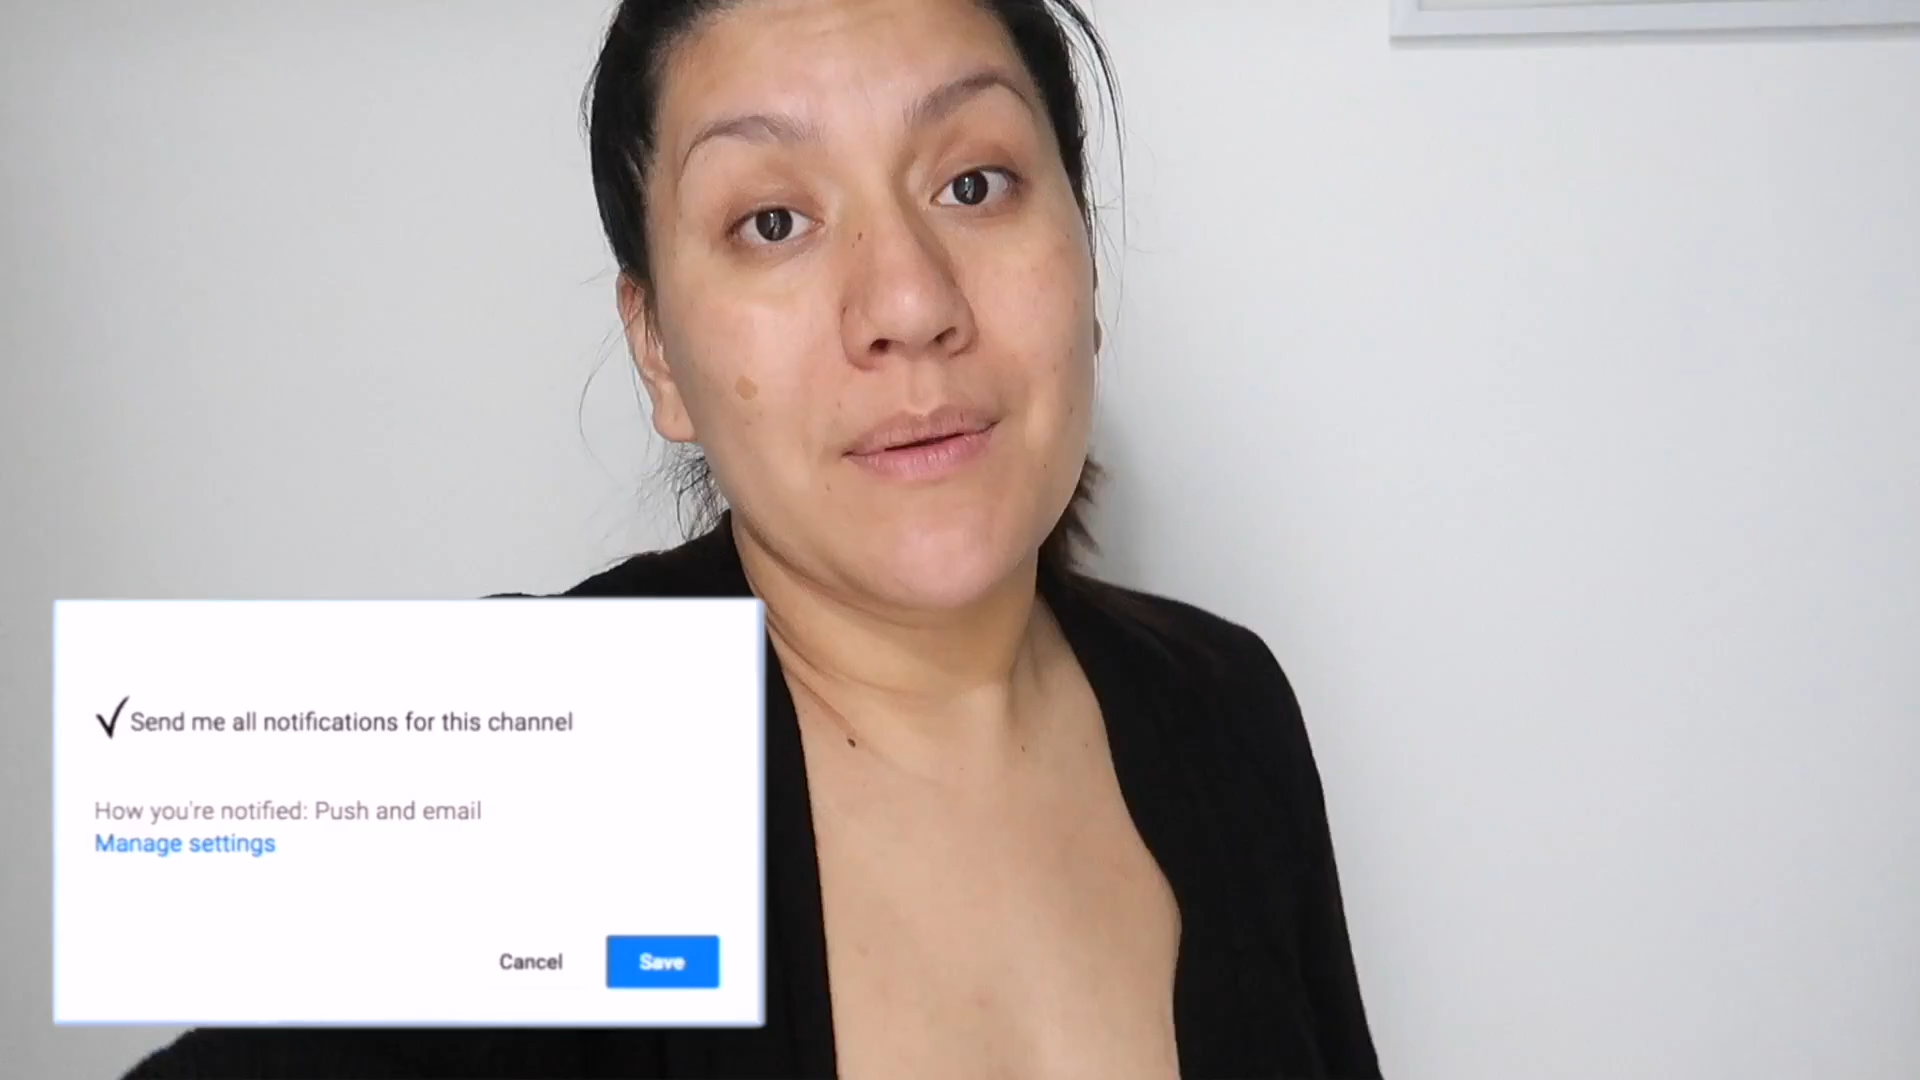 Send me all notifications for this channel
How you're notified: Push and email
Manage settings
Cancel
Save